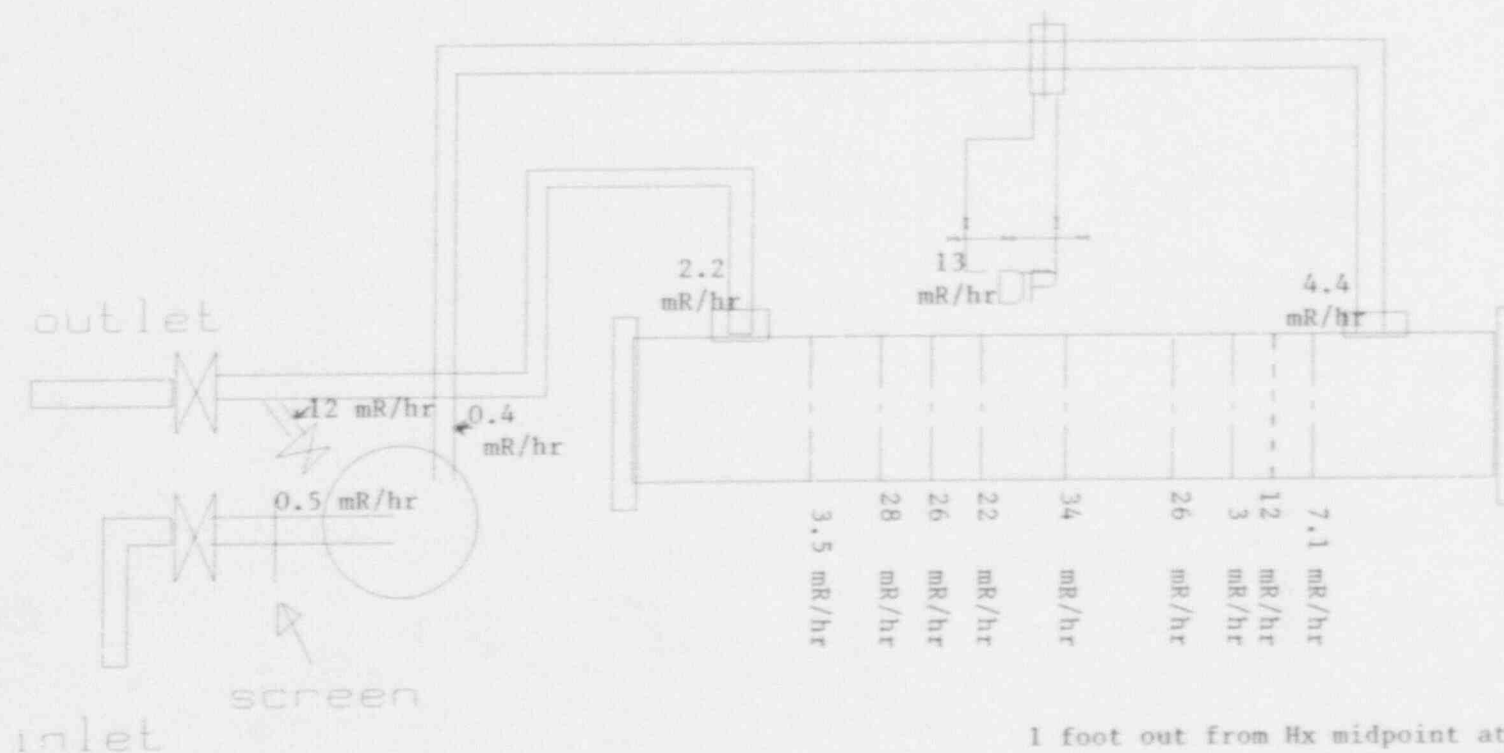 2.2
mR/hr
13
mR/hr
DP
4.4
mR/hr
outlet
12 mR/hr
0.4
mR/hr
0.5 mR/hr
3.5 mR/hr
28 mR/hr
26 mR/hr
22 mR/hr
34 mR/hr
26 mR/hr
3 mR/hr
12 mR/hr
7.1 mR/hr
screen
inlet
1 foot out from Hx midpoint at